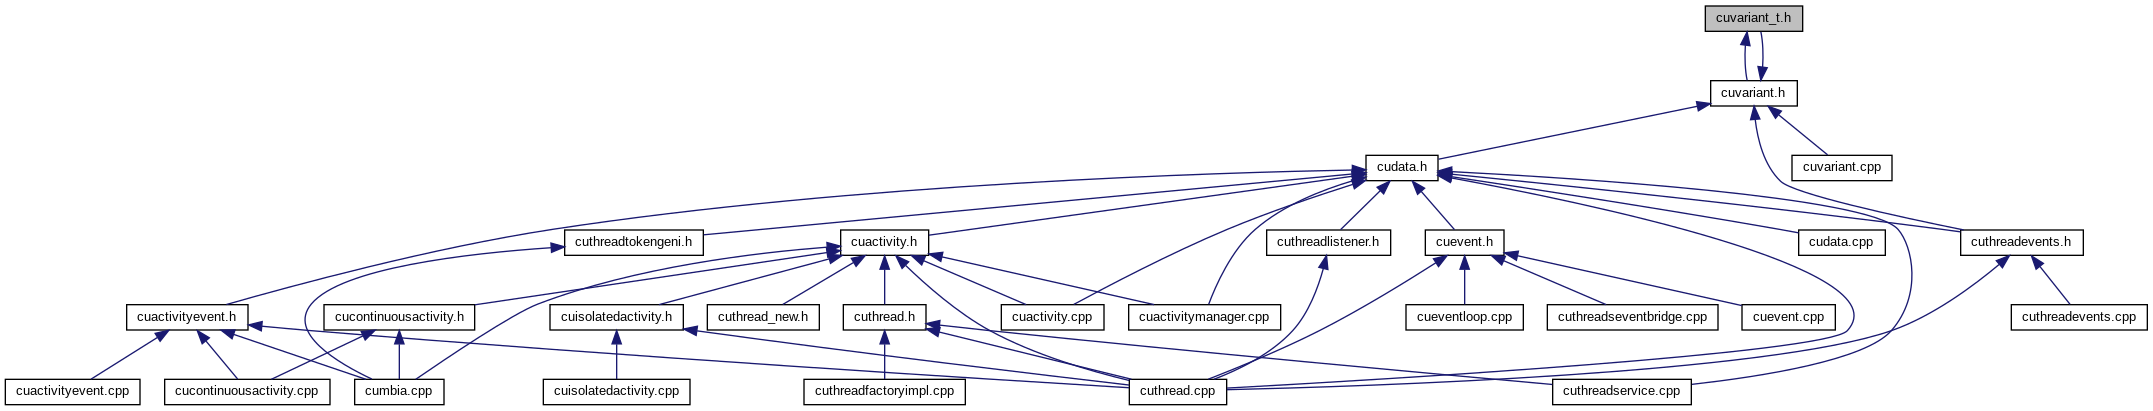 cuvariant_t.h
cuvariant.h
cudata.h
cuvariant.cpp
cuthreadtokengeni.h
cuactivity.h
cuthreadlistener.h
cuevent.h
cudata.cpp
cuthreadevents.h
cuactivityevent.h
cucontinuousactivity.h
cuisolatedactivity.h
cuthread_new.h
cuthread.h
cuactivity.cpp
cuactivitymanager.cpp
cueventloop.cpp
cuthreadseventbridge.cpp
cuevent.cpp
cuthreadevents.cpp
cuactivityevent.cpp
cucontinuousactivity.cpp
cumbia.cpp
cuisolatedactivity.cpp
cuthreadfactoryimpl.cpp
cuthread.cpp
cuthreadservice.cpp